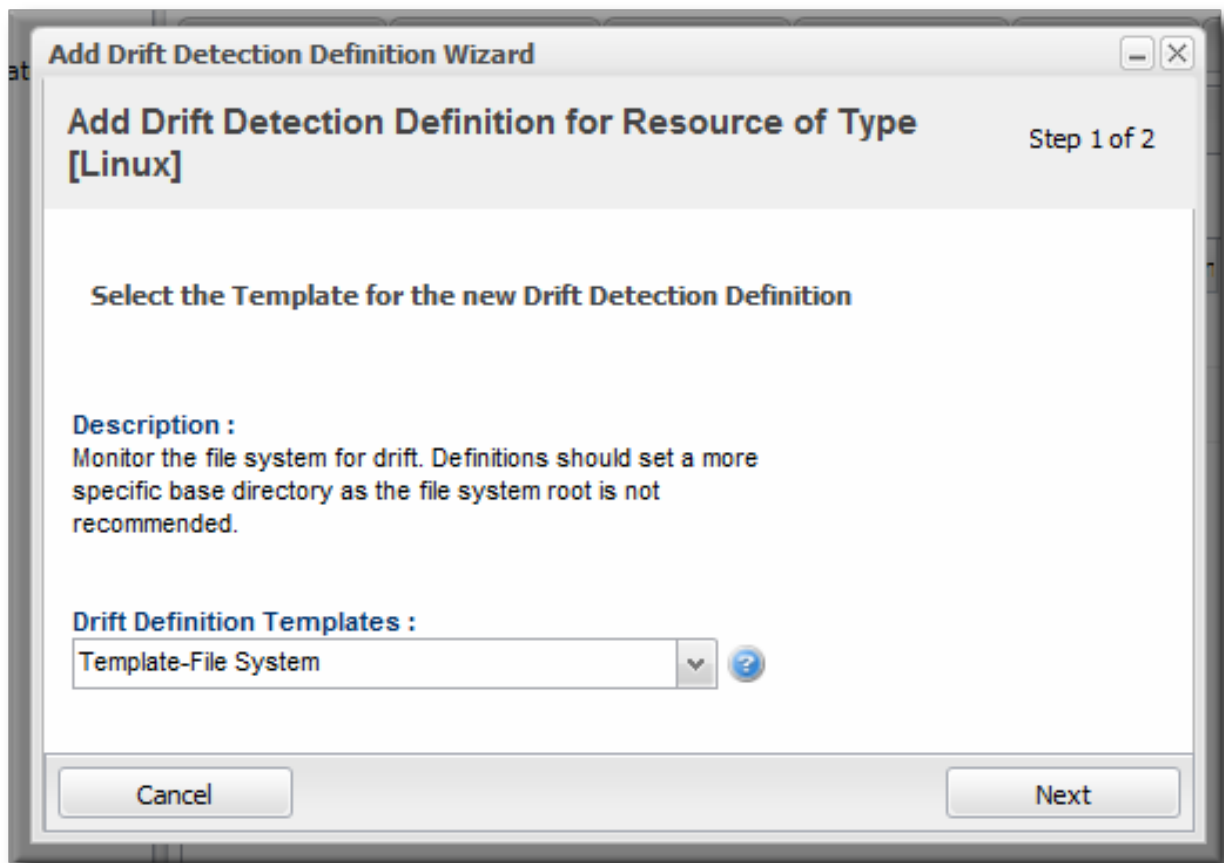 at
Add Drift Detection Definition Wizard
Add Drift Detection Definition for Resource of Type
[Linux]
Step 1 of 2
Select the Template for the new Drift Detection Definition
Description :
Monitor the file system for drift. Definitions should set a more
specific base directory as the file system root is not
recommended.
Drift Definition Templates :
Template-File System
?
Cancel
Next